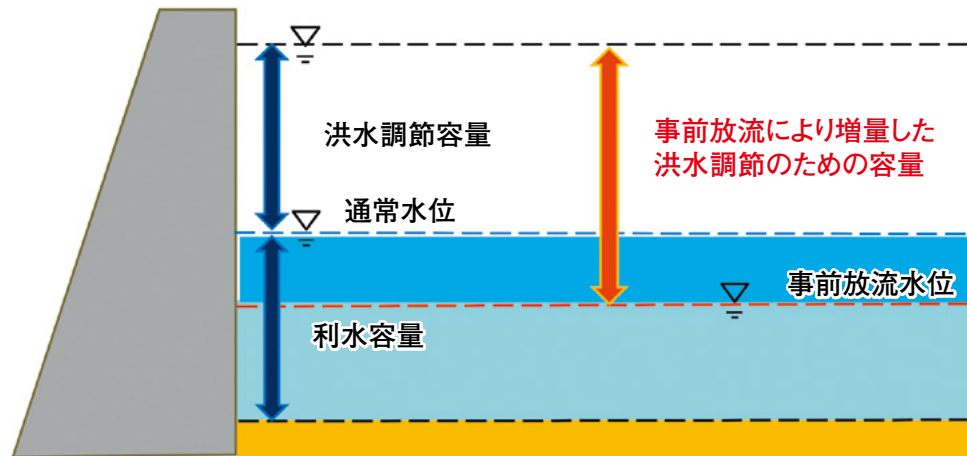 洪水調節容量
事前放流により増量した
洪水調節のための容量
通常水位
事前放流水位
利水容量